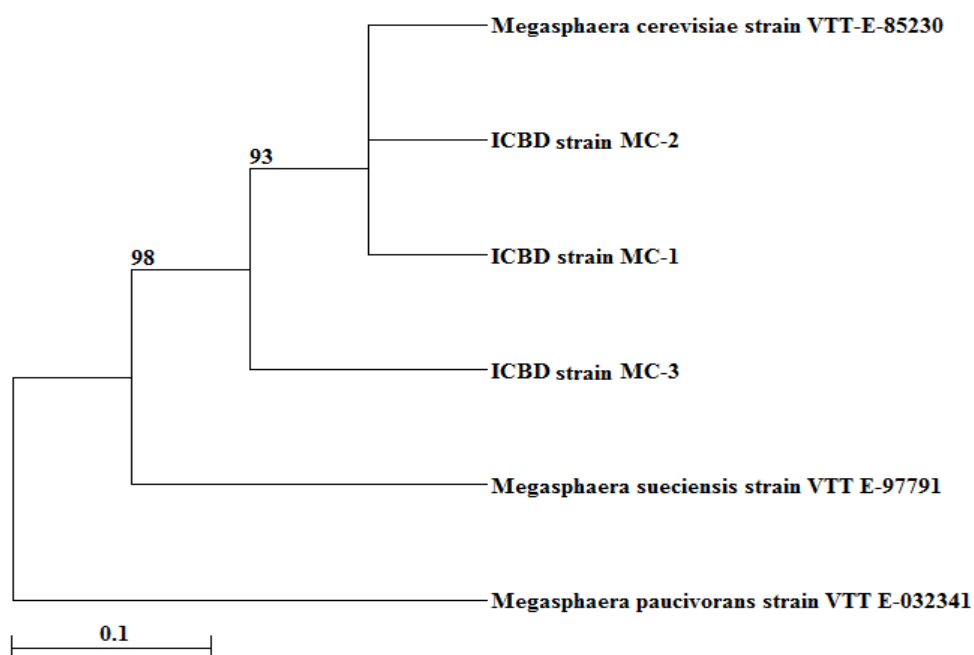 Megasphaera cerevisiae strain VTT-E-85230
ICBD strain MC-2
93
ICBD strain MC-1
98
ICBD strain MC-3
Megasphaera sueciensis strain VTT E-97791
Megasphaera paucivorans strain VTT E-032341
0.1